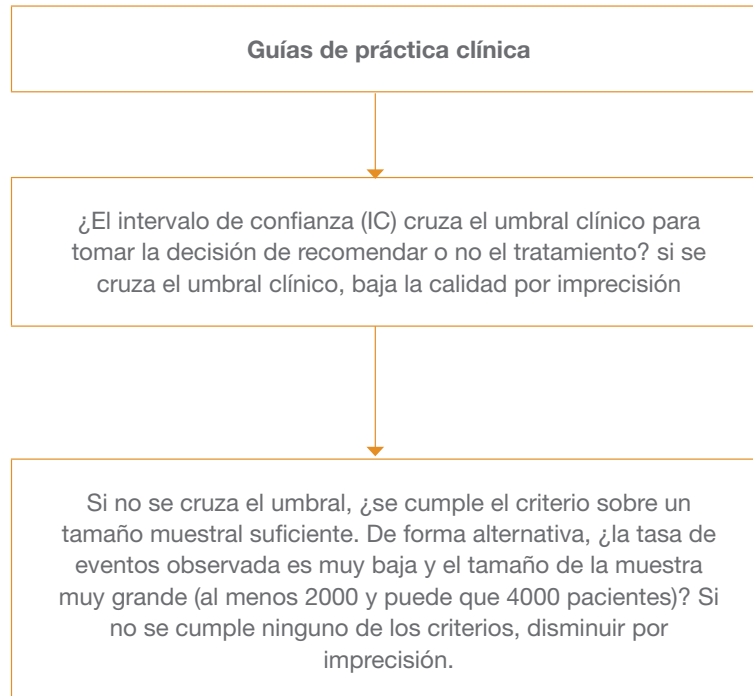 Guías de práctica clínica
¿El intervalo de confianza (IC) cruza el umbral clínico para
tomar la decisión de recomendar o no el tratamiento? si se
cruza el umbral clínico, baja la calidad por imprecisión
Si no se cruza el umbral, ¿se cumple el criterio sobre un
tamaño muestral suficiente. De forma alternativa, ¿la tasa de
eventos observada es muy baja y el tamaño de la muestra
muy grande (al menos 2000 y puede que 4000 pacientes)? Si
no se cumple ninguno de los criterios, disminuir por
imprecisión.